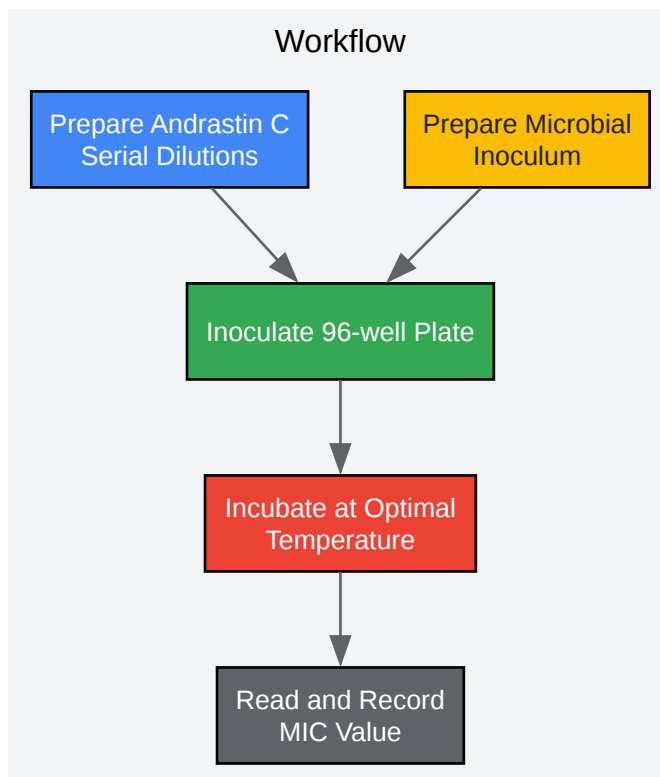 Workflow
Prepare Andrastin C
Serial Dilutions
Prepare Microbial
Inoculum
Inoculate 96-well Plate
Incubate at Optimal
Temperature
Read and Record
MIC Value